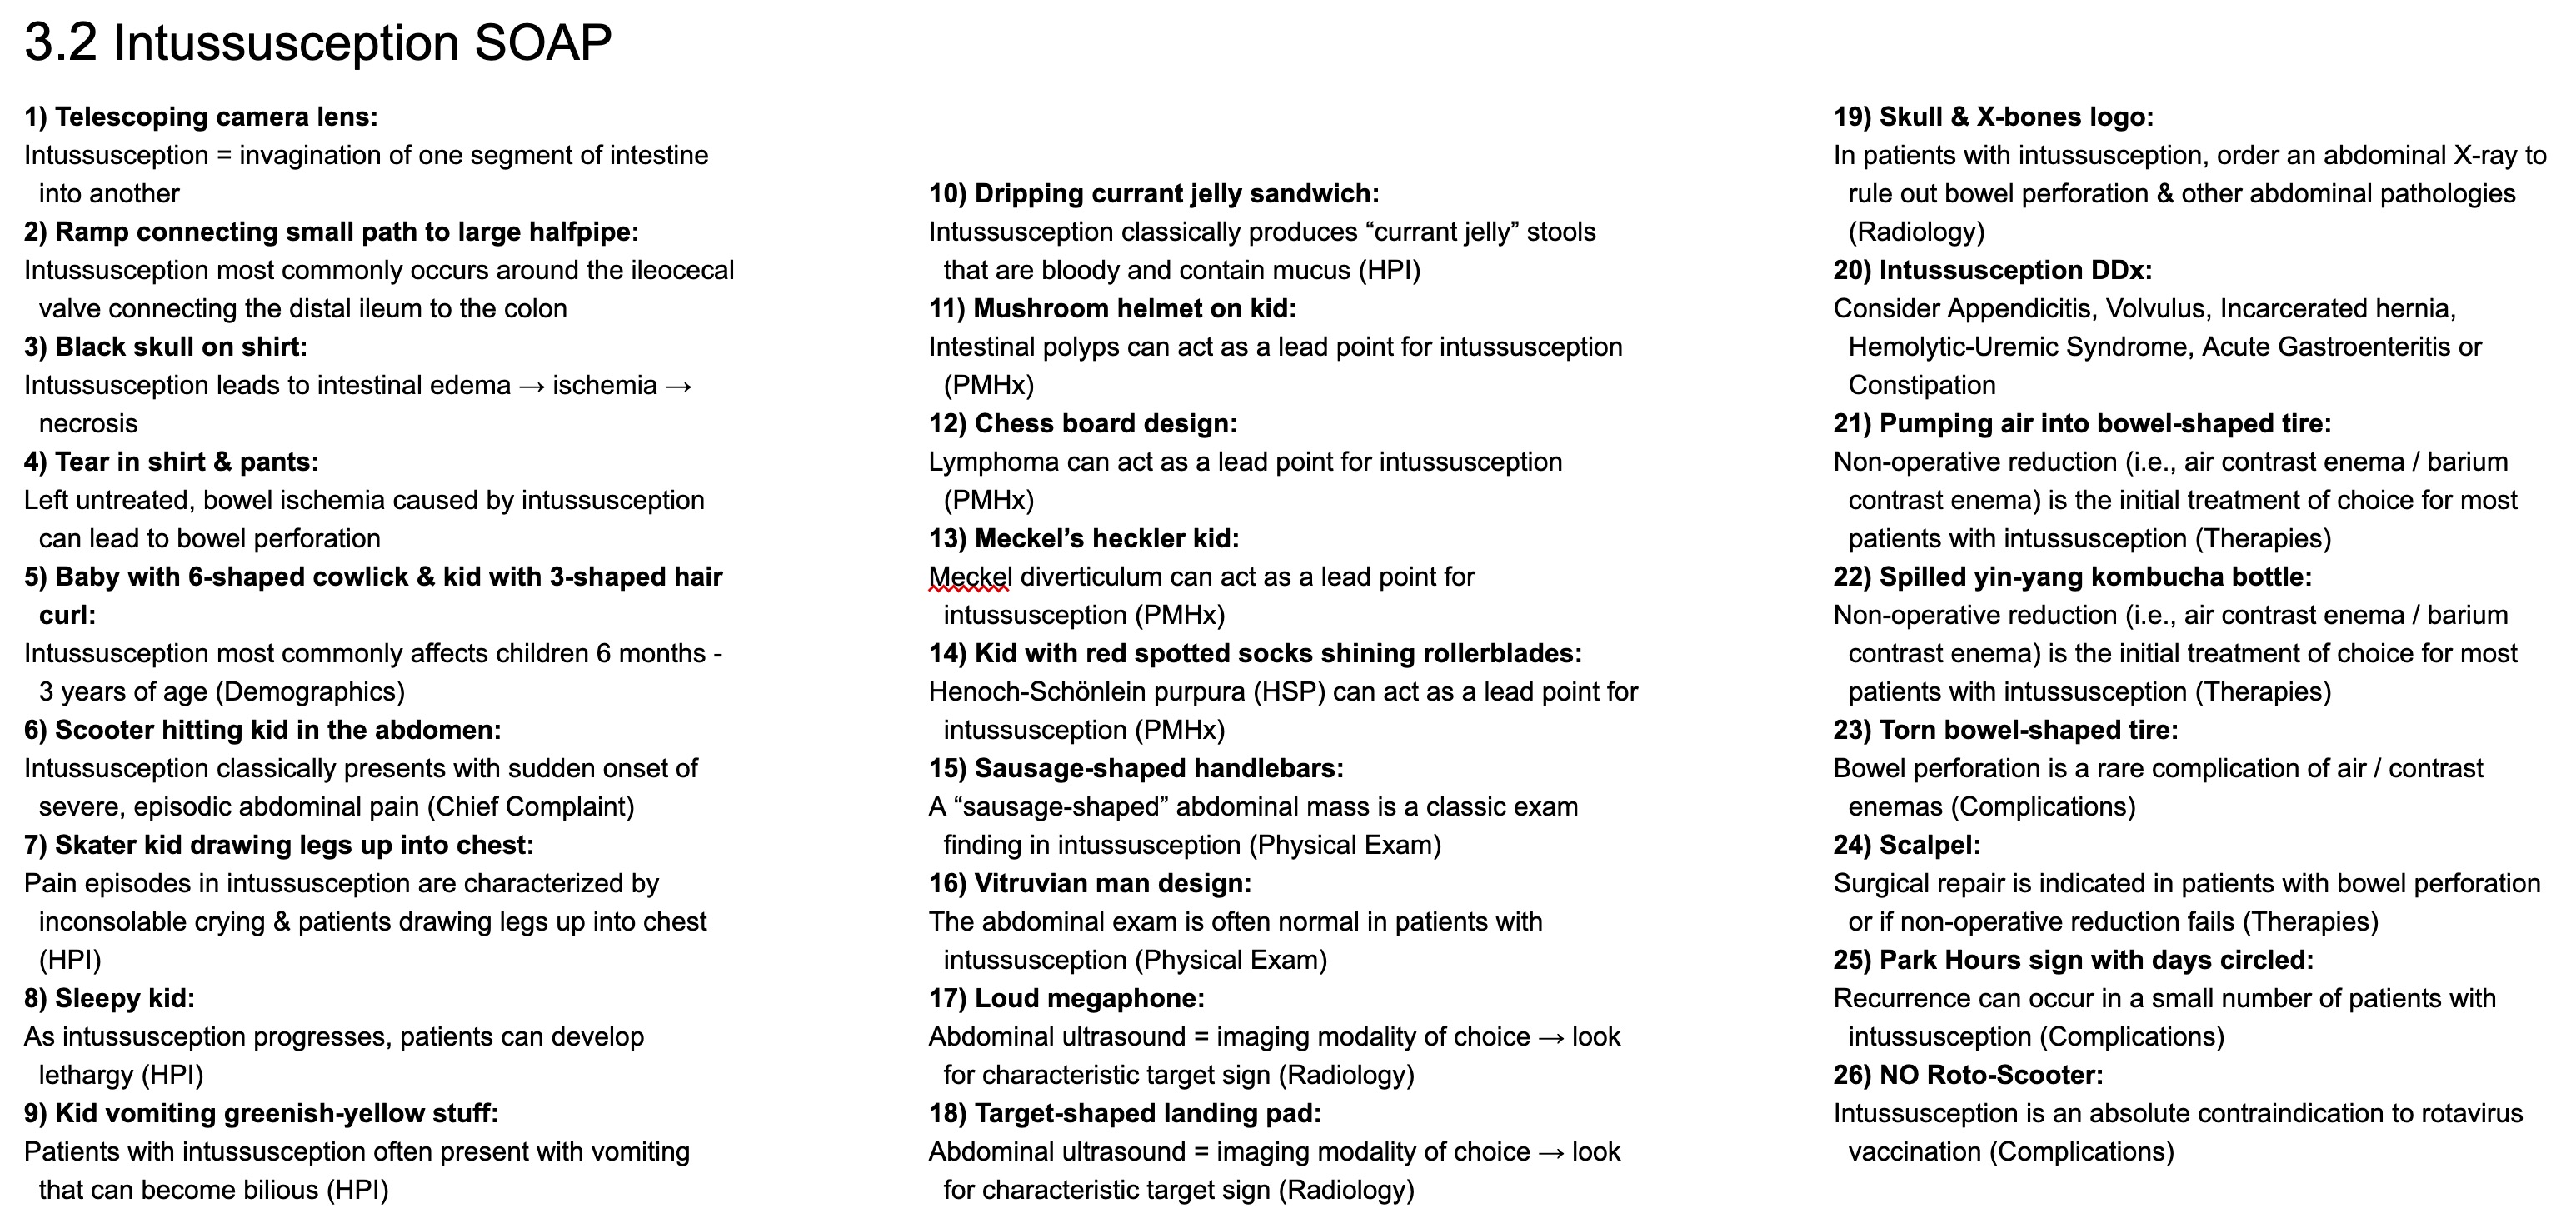 3.2 Intussusception SOAP
1) Telescoping camera lens:
Intussusception = invagination of one segment of intestine
into another
2) Ramp connecting small path to large halfpipe:
Intussusception most commonly occurs around the ileocecal
valve connecting the distal ileum to the colon
3) Black skull on shirt:
Intussusception leads to intestinal edema → ischemia →
necrosis
4) Tear in shirt & pants:
Left untreated, bowel ischemia caused by intussusception
can lead to bowel perforation
5) Baby with 6-shaped cowlick & kid with 3-shaped hair
curl:
Intussusception most commonly affects children 6 months -
3 years of age (Demographics)
6) Scooter hitting kid in the abdomen:
Intussusception classically presents with sudden onset of
severe, episodic abdominal pain (Chief Complaint)
7) Skater kid drawing legs up into chest:
Pain episodes in intussusception are characterized by
inconsolable crying & patients drawing legs up into chest
(HPI)
8) Sleepy kid:
As intussusception progresses, patients can develop
lethargy (HPI)
9) Kid vomiting greenish-yellow stuff:
Patients with intussusception often present with vomiting
that can become bilious (HPI)
10) Dripping currant jelly sandwich:
Intussusception classically produces “currant jelly” stools
that are bloody and contain mucus (HPI)
11) Mushroom helmet on kid:
Intestinal polyps can act as a lead point for intussusception
(PMHx)
12) Chess board design:
Lymphoma can act as a lead point for intussusception
(PMHx)
13) Meckel’s heckler kid:
Meckel diverticulum can act as a lead point for
intussusception (PMHx)
14) Kid with red spotted socks shining rollerblades:
Henoch-Schönlein purpura (HSP) can act as a lead point for
intussusception (PMHx)
15) Sausage-shaped handlebars:
A “sausage-shaped” abdominal mass is a classic exam
finding in intussusception (Physical Exam)
16) Vitruvian man design:
The abdominal exam is often normal in patients with
intussusception (Physical Exam)
17) Loud megaphone:
Abdominal ultrasound = imaging modality of choice → look
for characteristic target sign (Radiology)
18) Target-shaped landing pad:
Abdominal ultrasound = imaging modality of choice → look
for characteristic target sign (Radiology)
19) Skull & X-bones logo:
In patients with intussusception, order an abdominal X-ray to
rule out bowel perforation & other abdominal pathologies
(Radiology)
20) Intussusception DDx:
Consider Appendicitis, Volvulus, Incarcerated hernia,
Hemolytic-Uremic Syndrome, Acute Gastroenteritis or
Constipation
21) Pumping air into bowel-shaped tire:
Non-operative reduction (i.e., air contrast enema / barium
contrast enema) is the initial treatment of choice for most
patients with intussusception (Therapies)
22) Spilled yin-yang kombucha bottle:
Non-operative reduction (i.e., air contrast enema / barium
contrast enema) is the initial treatment of choice for most
patients with intussusception (Therapies)
23) Torn bowel-shaped tire:
Bowel perforation is a rare complication of air / contrast
enemas (Complications)
24) Scalpel:
Surgical repair is indicated in patients with bowel perforation
or if non-operative reduction fails (Therapies)
25) Park Hours sign with days circled:
Recurrence can occur in a small number of patients with
intussusception (Complications)
26) NO Roto-Scooter:
Intussusception is an absolute contraindication to rotavirus
vaccination (Complications)